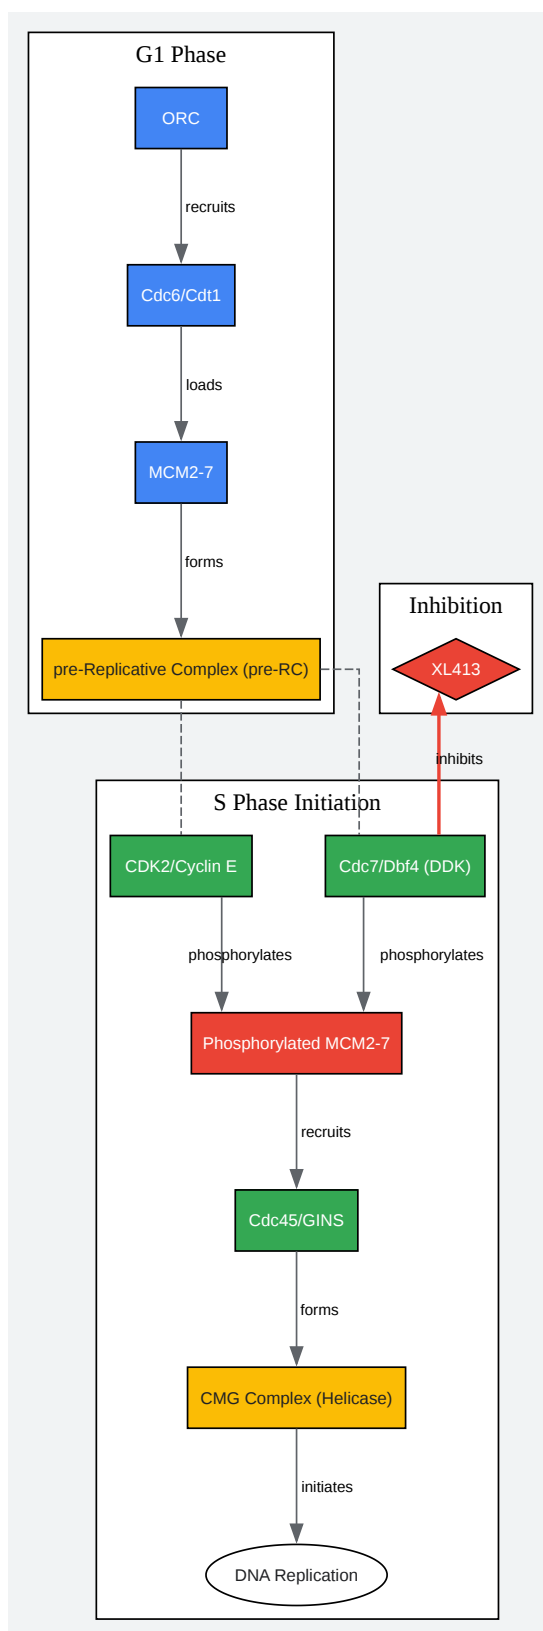 G1 Phase
ORC
recruits
Cdc6/Cdt1
loads
MCM2-7
forms
pre-Replicative Complex (pre-RC)
Inhibition
XL413
inhibits
S Phase Initiation
CDK2/Cyclin E
Cdc7/Dbf4 (DDK)
phosphorylates
phosphorylates
Phosphorylated MCM2-7
recruits
Cdc45/GINS
forms
CMG Complex (Helicase)
initiates
DNA Replication